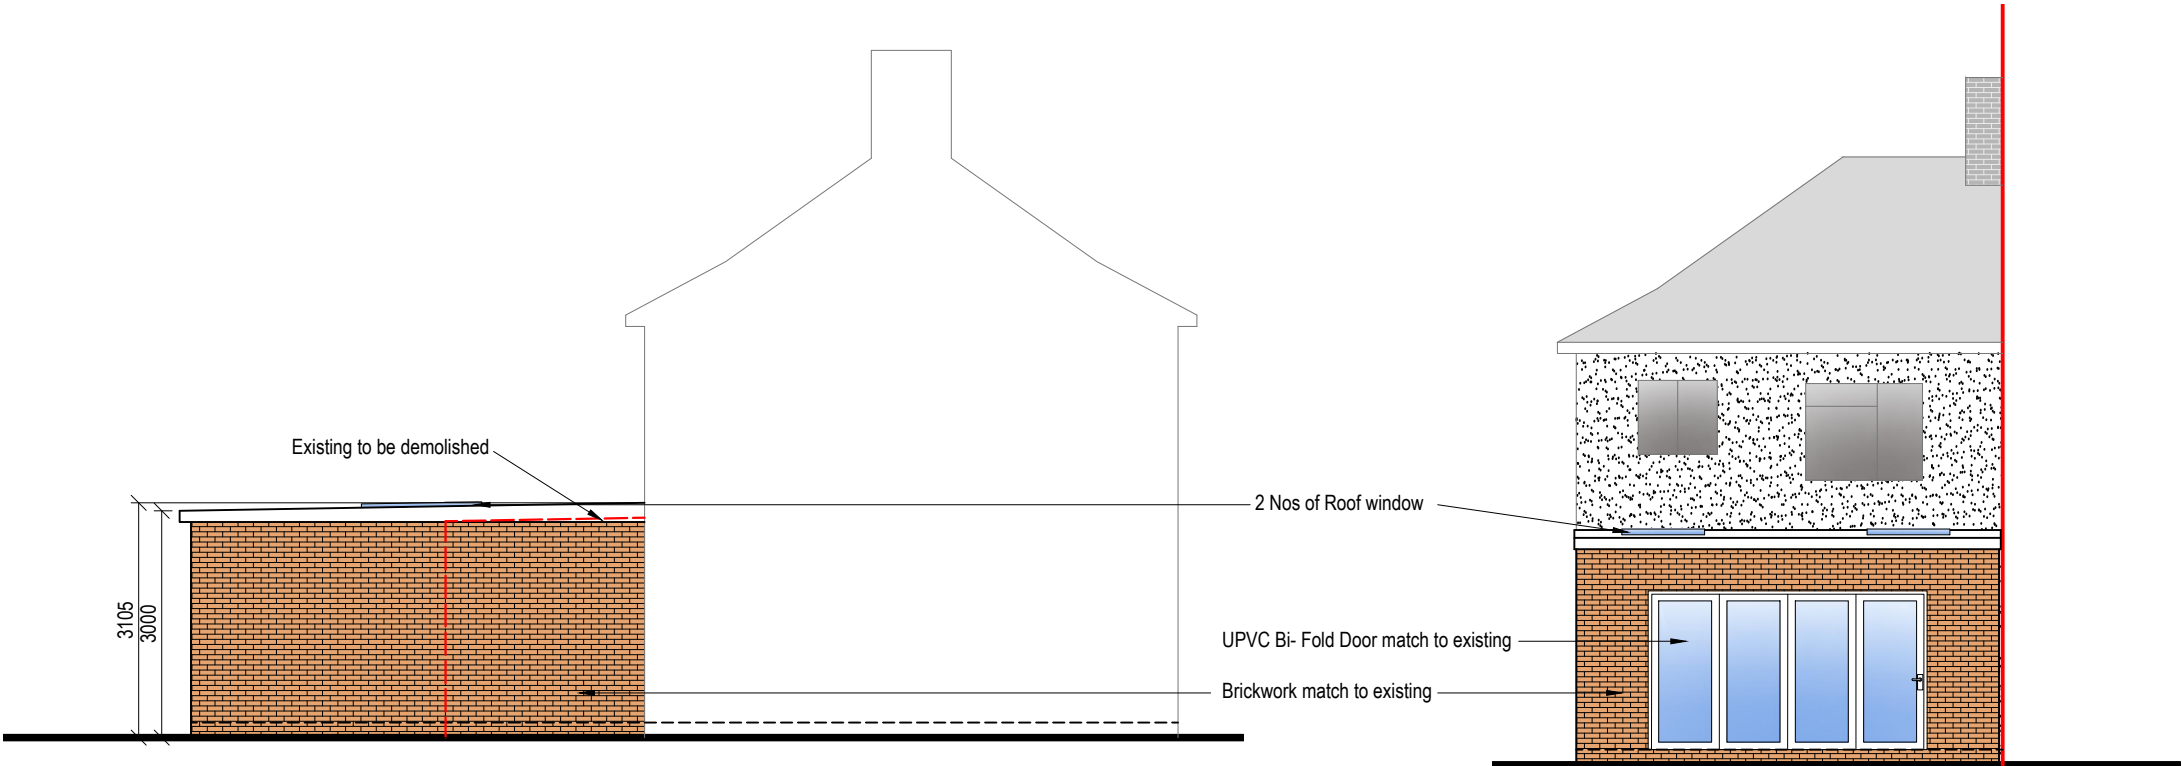 Existing to be demolished
2 Nos of Roof window
3105
3000
UPVC Bi- Fold Door match to existing
Brickwork match to existing